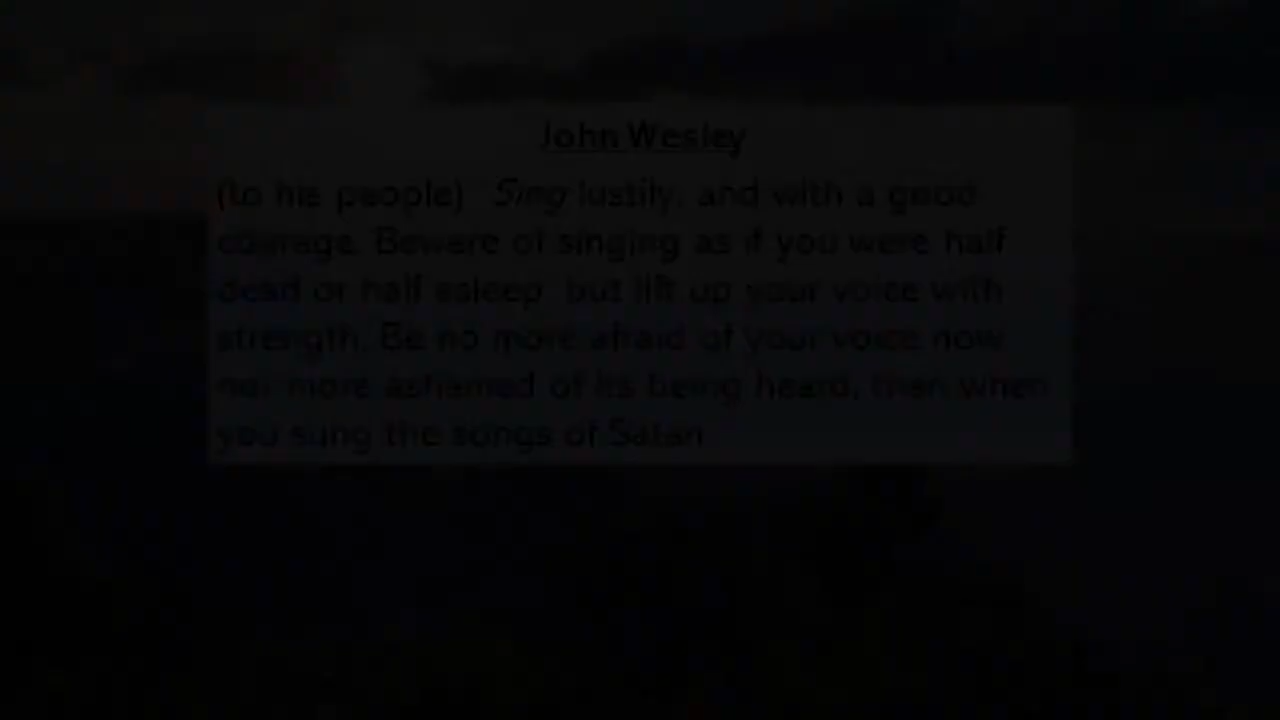 John Wesley
(to his people) Sing lustily, and with a good
courage. Beware of singing as if you were half
dead or half asleep, but lift up your voice with
strength. Be no more afraid of your voice now,
nor more ashamed of its being heard, than when
you sung the songs of Satan